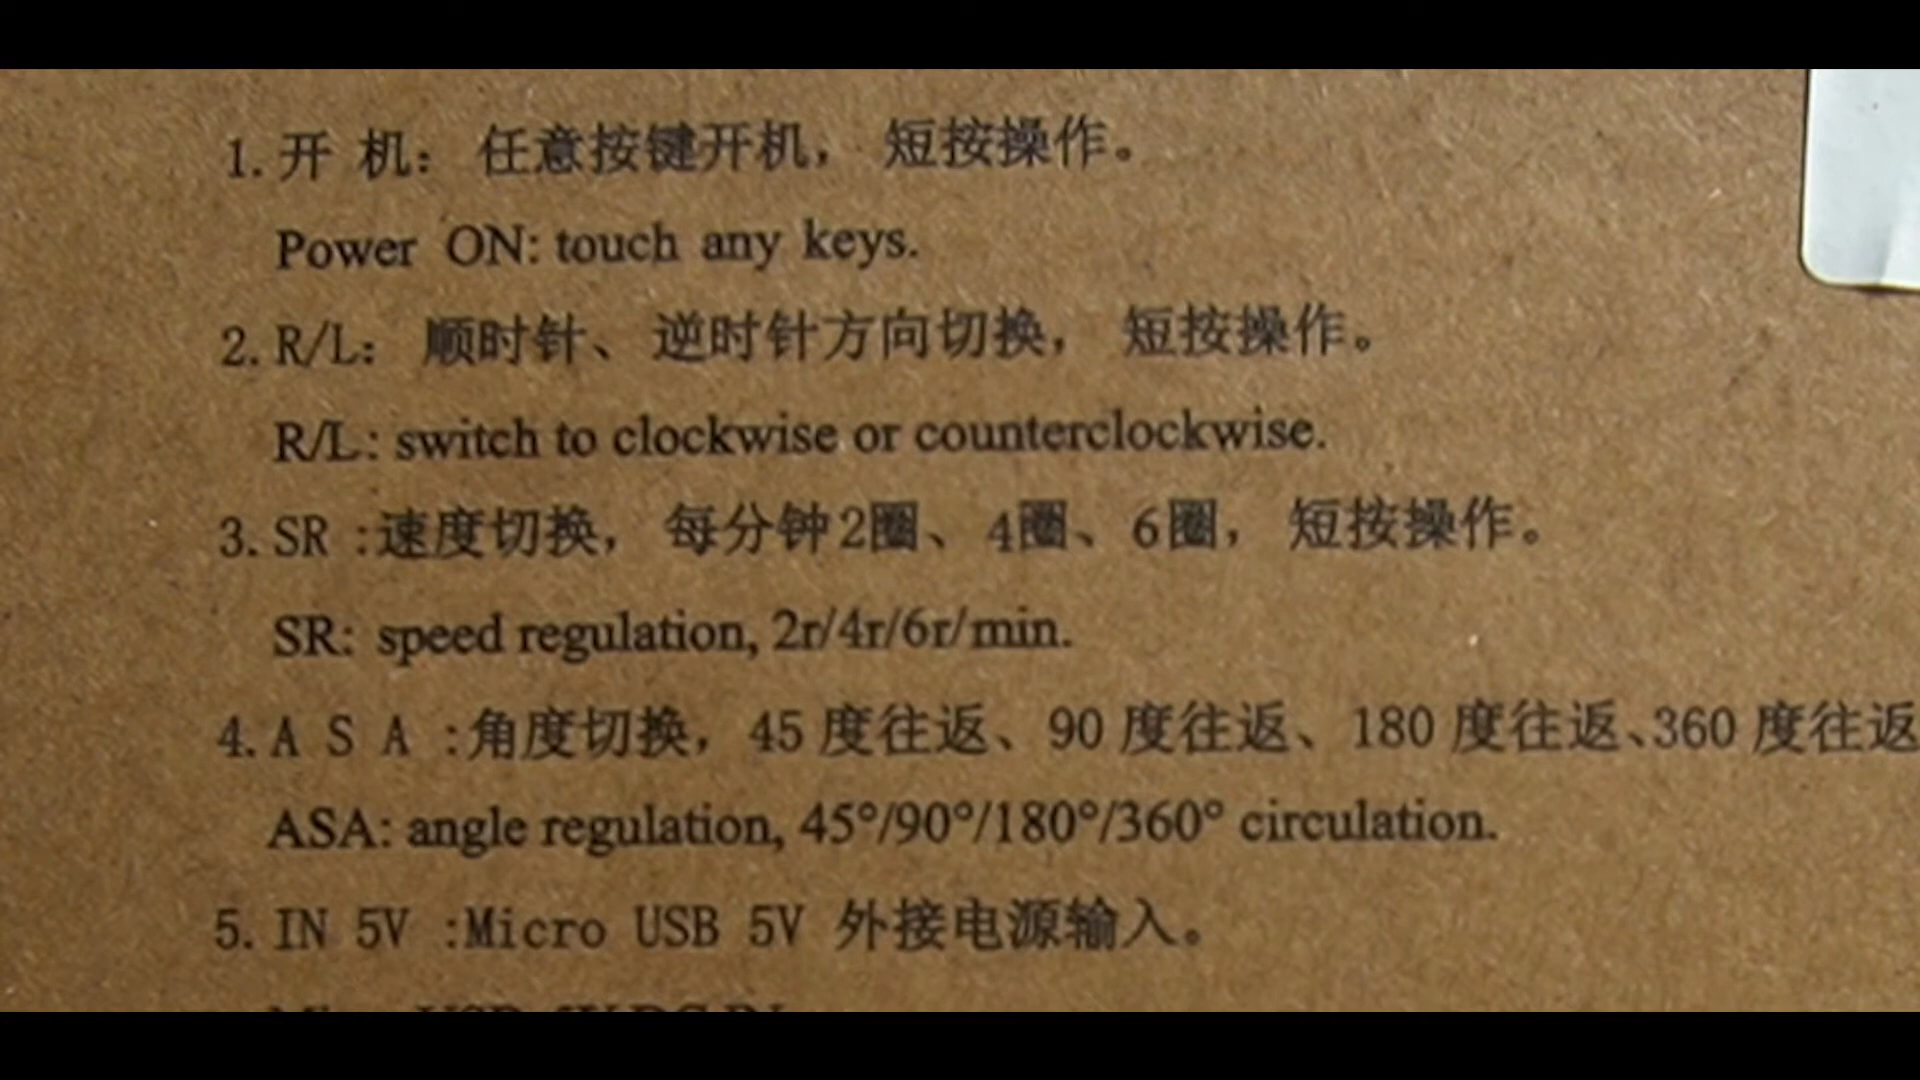 1. 开 机： 任意按键开机， 短按操作。
Power ON: touch any keys.
2. R/L： 顺时针、逆时针方向切换， 短按操作。
R/L: switch to clockwise or counterclockwise.
3. SR :速度切换， 每分钟2圈、4圈、6圈， 短按操作。
SR: speed regulation, 2r/4r/6r/min.
4. A S A :角度切换，45 度往返、90 度往返、180 度往返、360 度往返
ASA: angle regulation, 45°/90°/180°/360° circulation.
5. IN 5V :Micro USB 5V 外接电源输入。
Micro USB 5V DC IN